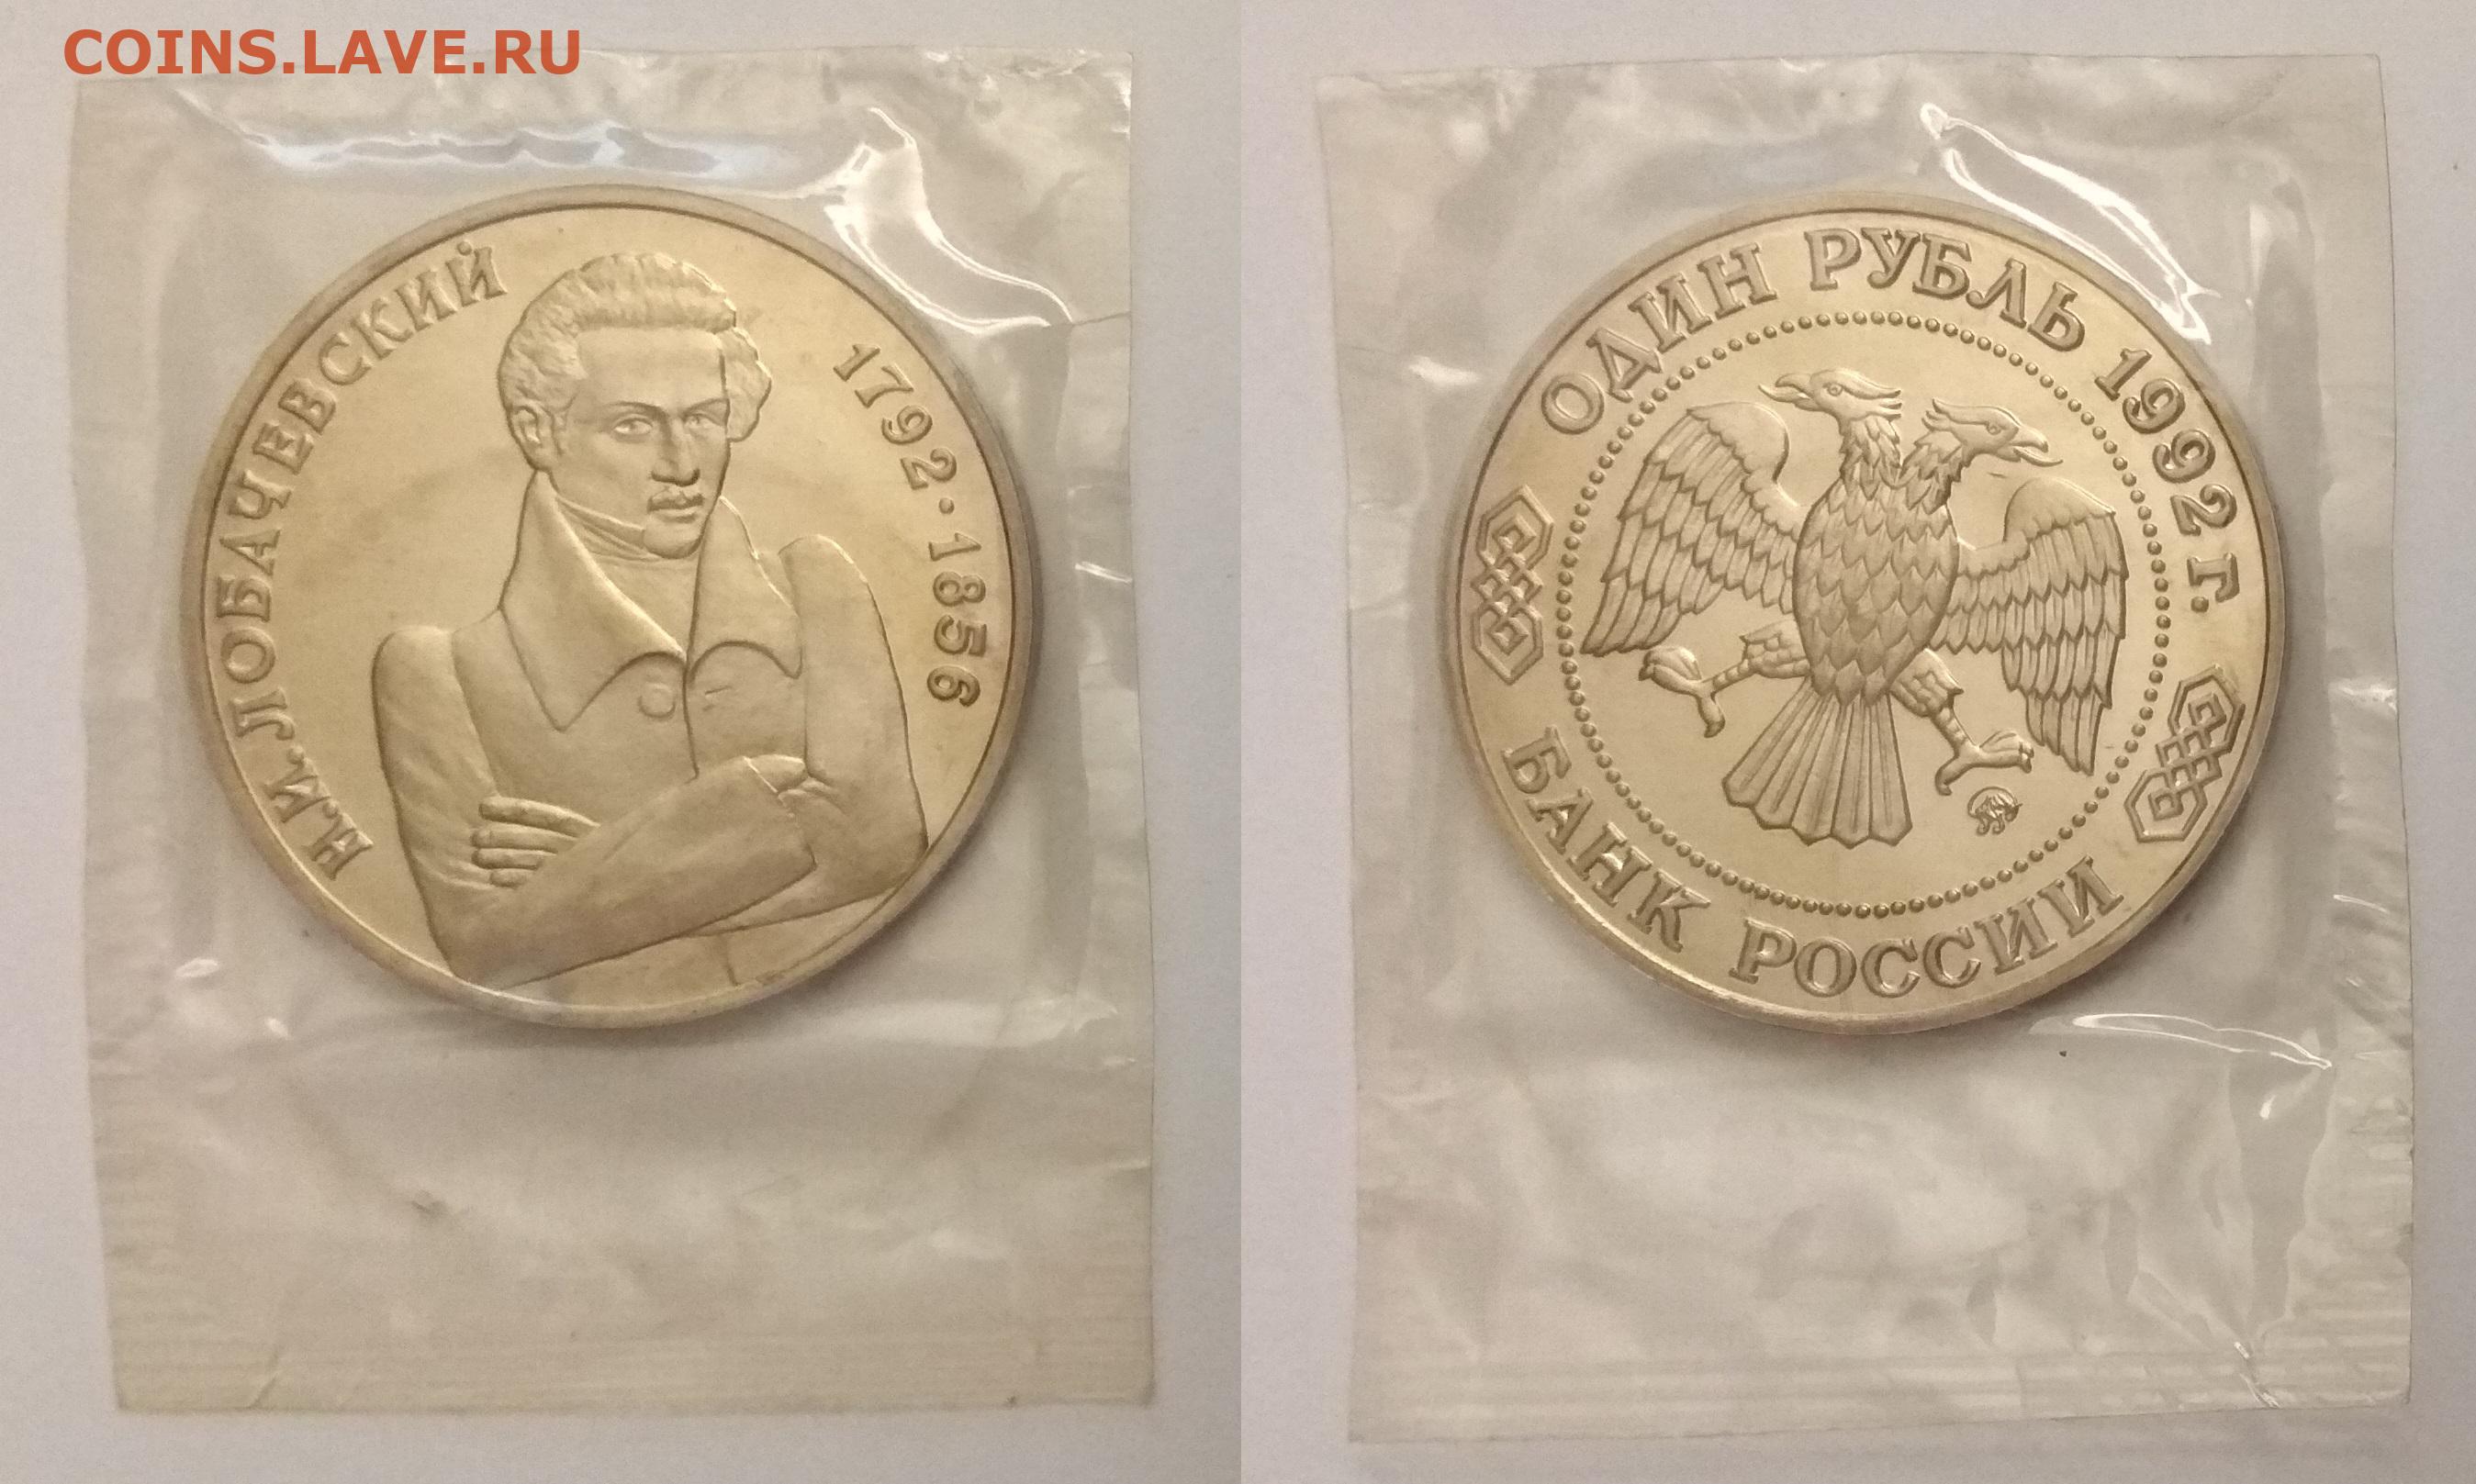 COINS.LAVE.RU
Н.И.ЛОБАЧЕВСКИЙ
1792·1856
ОДИН РУБЛЬ 1992 Г.
БАНК РОССИИ